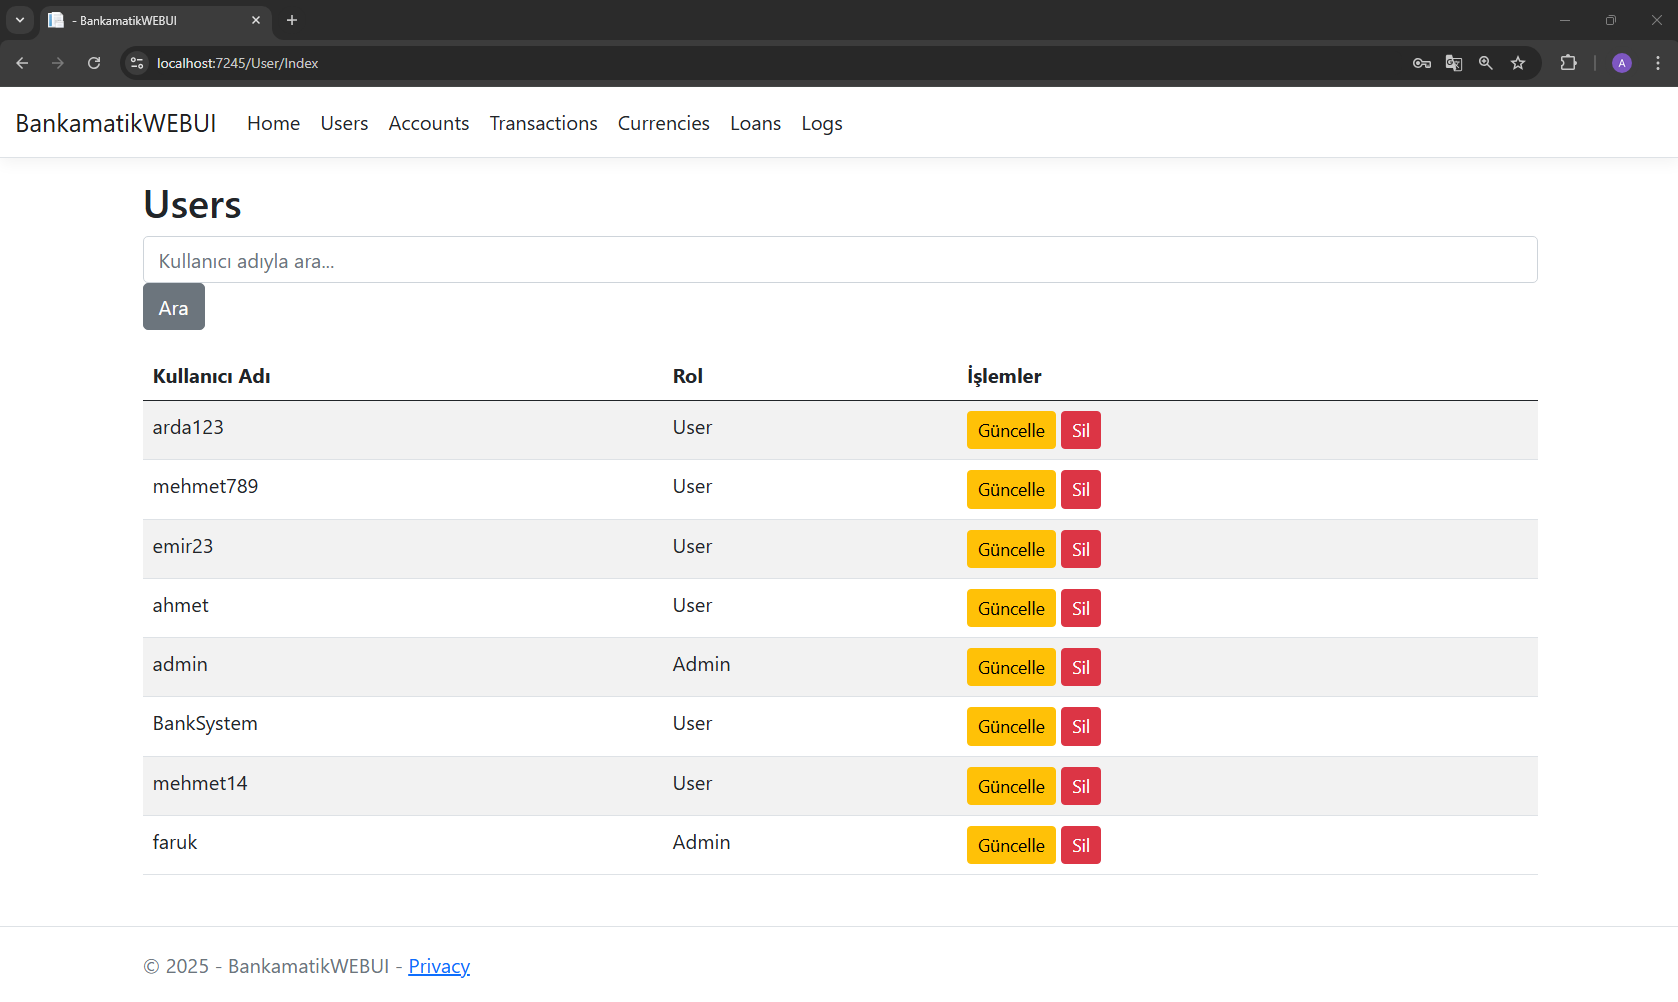 - BankamatikWEBUI
localhost:7245/User/Index
A
BankamatikWEBUI Home Users Accounts Transactions Currencies Loans Logs
Users
Kullanıcı adıyla ara...
Ara
Kullanıcı Adı Rol İşlemler
arda123 User Güncelle Sil
mehmet789 User Güncelle Sil
emir23 User Güncelle Sil
ahmet User Güncelle Sil
admin Admin Güncelle Sil
BankSystem User Güncelle Sil
mehmet14 User Güncelle Sil
faruk Admin Güncelle Sil
© 2025 - BankamatikWEBUI - Privacy